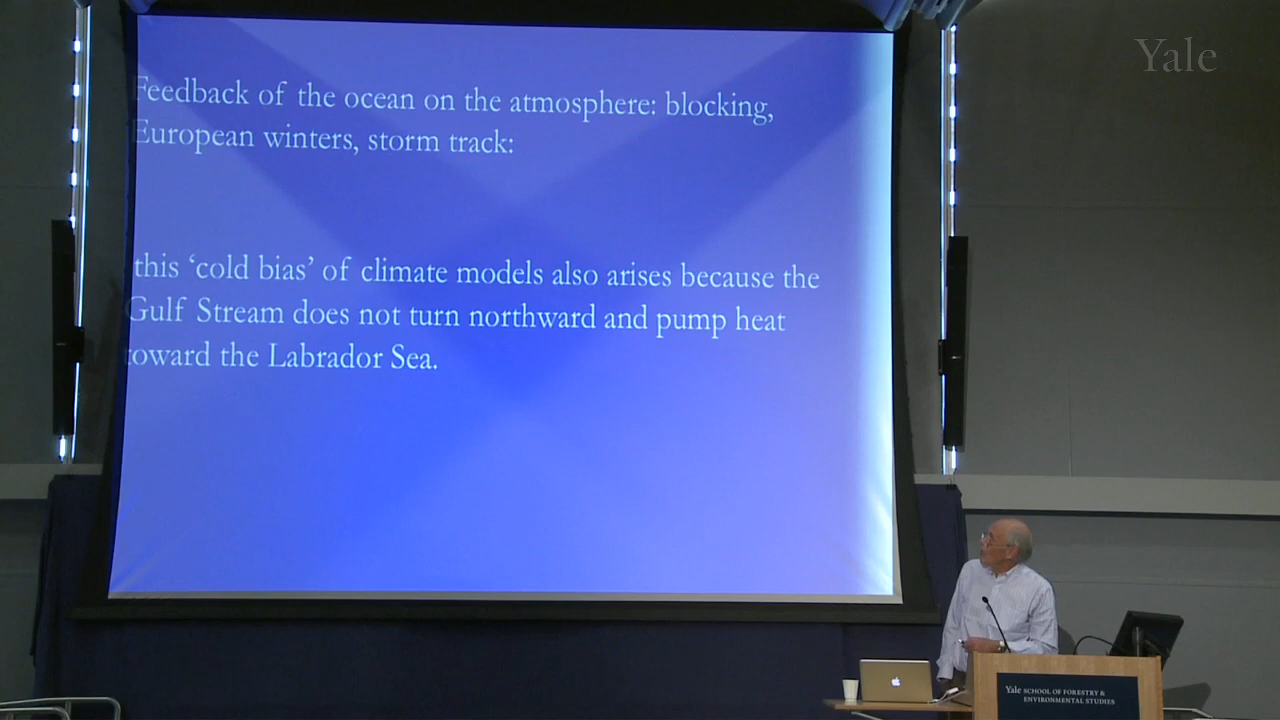 Yale
Feedback of the ocean on the atmosphere: blocking,
European winters, storm track:
this ‘cold bias’ of climate models also arises because the
Gulf Stream does not turn northward and pump heat
toward the Labrador Sea.
Yale SCHOOL OF FORESTRY &
ENVIRONMENTAL STUDIES